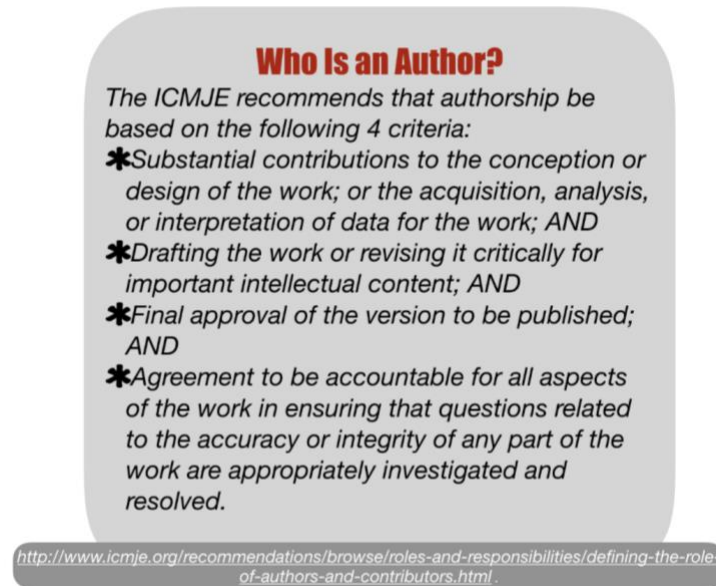 Who Is an Author?
The ICMJE recommends that authorship be
based on the following 4 criteria:
✱Substantial contributions to the conception or
design of the work; or the acquisition, analysis,
or interpretation of data for the work; AND
✱Drafting the work or revising it critically for
important intellectual content; AND
✱Final approval of the version to be published;
AND
✱Agreement to be accountable for all aspects
of the work in ensuring that questions related
to the accuracy or integrity of any part of the
work are appropriately investigated and
resolved.
http://www.icmje.org/recommendations/browse/roles-and-responsibilities/defining-the-role-
of-authors-and-contributors.html .